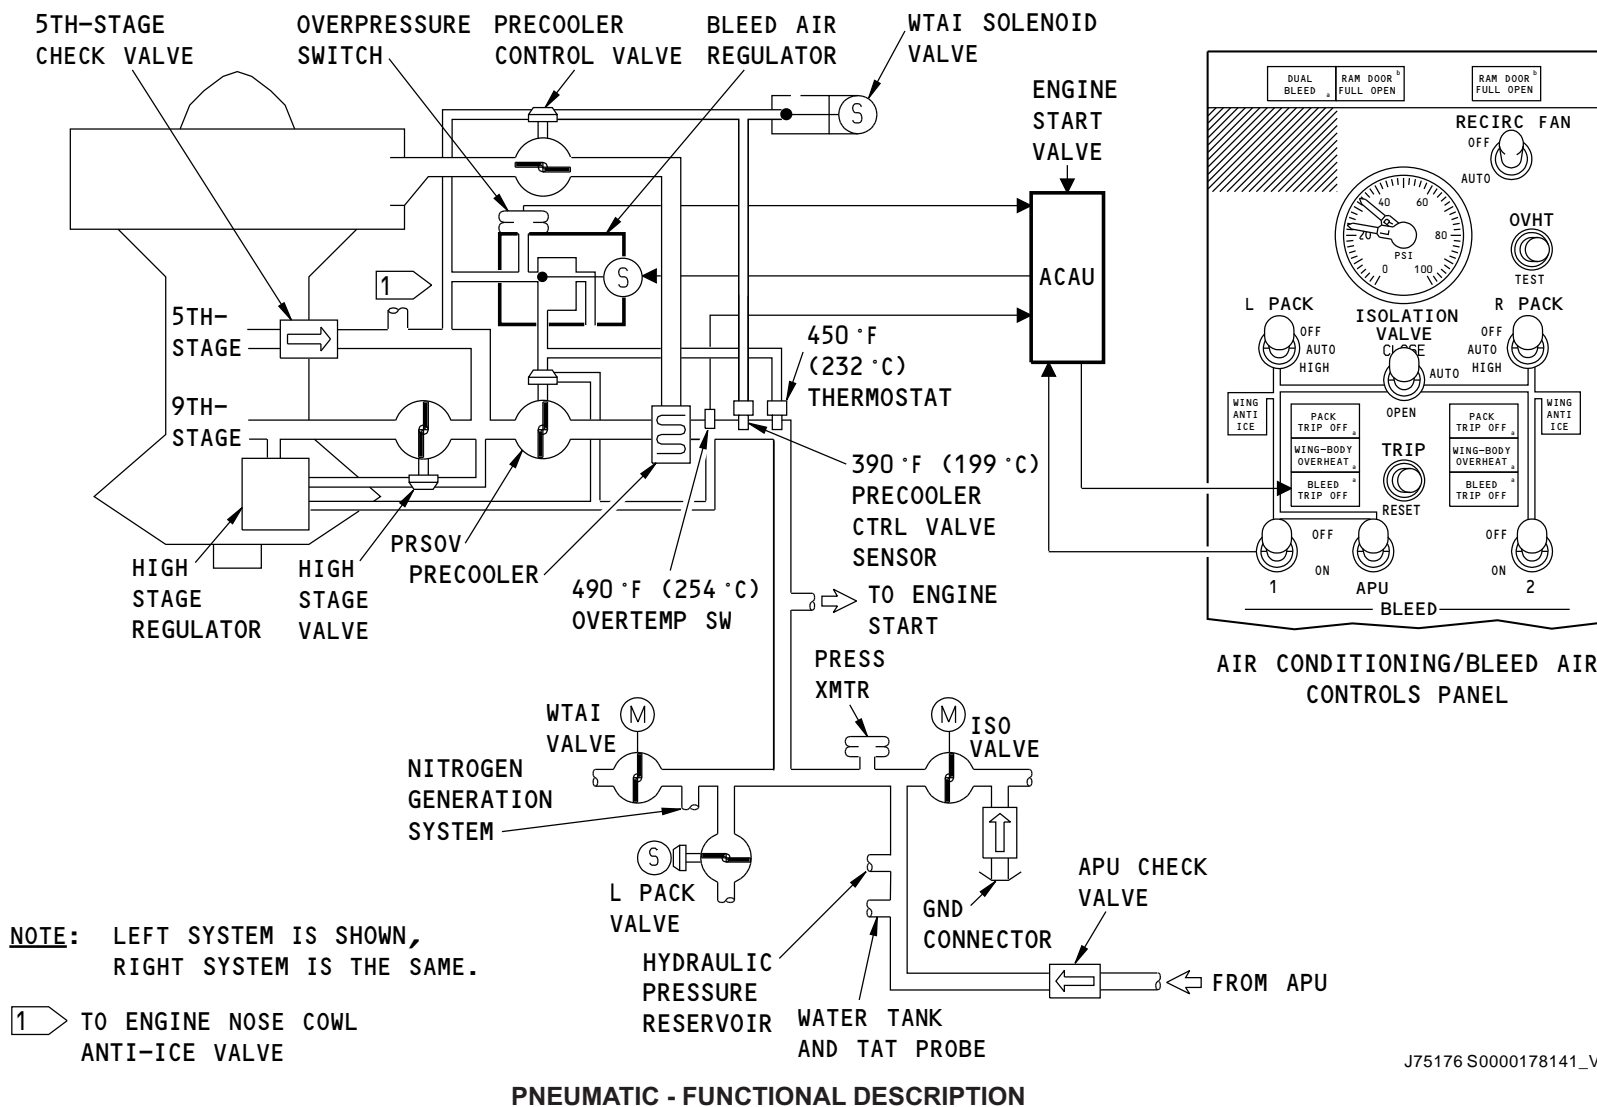 5TH-STAGE
CHECK VALVE
OVERPRESSURE
SWITCH
PRECOOLER
CONTROL VALVE
BLEED AIR
REGULATOR
WTAI SOLENOID
VALVE
S
ENGINE
START
VALVE
DUAL
BLEED a
RAM DOOR b
FULL OPEN
RAM DOOR b
FULL OPEN
RECIRC FAN
OFF
AUTO
40
60
20
80
PSI
0
100
L
R
OVHT
TEST
1
S
ACAU
5TH-
STAGE
9TH-
STAGE
450 °F
(232 °C)
THERMOSTAT
L PACK
OFF
AUTO
HIGH
ISOLATION
VALVE
CLOSE
AUTO
OPEN
R PACK
OFF
AUTO
HIGH
WING
ANTI
ICE
PACK
TRIP OFF a
WING-BODY
OVERHEAT a
BLEED
TRIP OFF a
TRIP
RESET
PACK
TRIP OFF a
WING-BODY
OVERHEAT a
BLEED a
TRIP OFF
WING
ANTI
ICE
390 °F (199 °C)
PRECOOLER
CTRL VALVE
SENSOR
HIGH
STAGE
REGULATOR
HIGH
STAGE
VALVE
PRSOV
PRECOOLER
490 °F (254 °C)
OVERTEMP SW
TO ENGINE
START
OFF
ON
1
APU
OFF
ON
2
BLEED
AIR CONDITIONING/BLEED AIR
CONTROLS PANEL
PRESS
XMTR
WTAI
VALVE
M
M
ISO
VALVE
NITROGEN
GENERATION
SYSTEM
S
L PACK
VALVE
GND
CONNECTOR
APU CHECK
VALVE
FROM APU
HYDRAULIC
PRESSURE
RESERVOIR
WATER TANK
AND TAT PROBE
NOTE: LEFT SYSTEM IS SHOWN,
RIGHT SYSTEM IS THE SAME.
1 TO ENGINE NOSE COWL
ANTI-ICE VALVE
J75176 S0000178141_V
PNEUMATIC - FUNCTIONAL DESCRIPTION